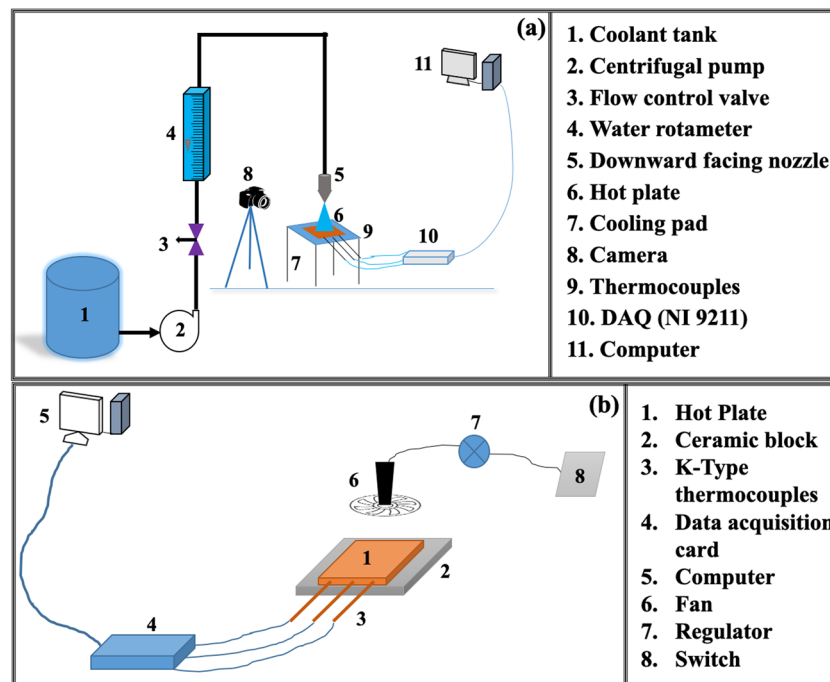 (a)
11
4
8
5
6
9
10
3
7
1
2
1. Coolant tank
2. Centrifugal pump
3. Flow control valve
4. Water rotameter
5. Downward facing nozzle
6. Hot plate
7. Cooling pad
8. Camera
9. Thermocouples
10. DAQ (NI 9211)
11. Computer
(b)
5
7
6
8
1
2
3
4
1. Hot Plate
2. Ceramic block
3. K-Type
thermocouples
4. Data acquisition
card
5. Computer
6. Fan
7. Regulator
8. Switch